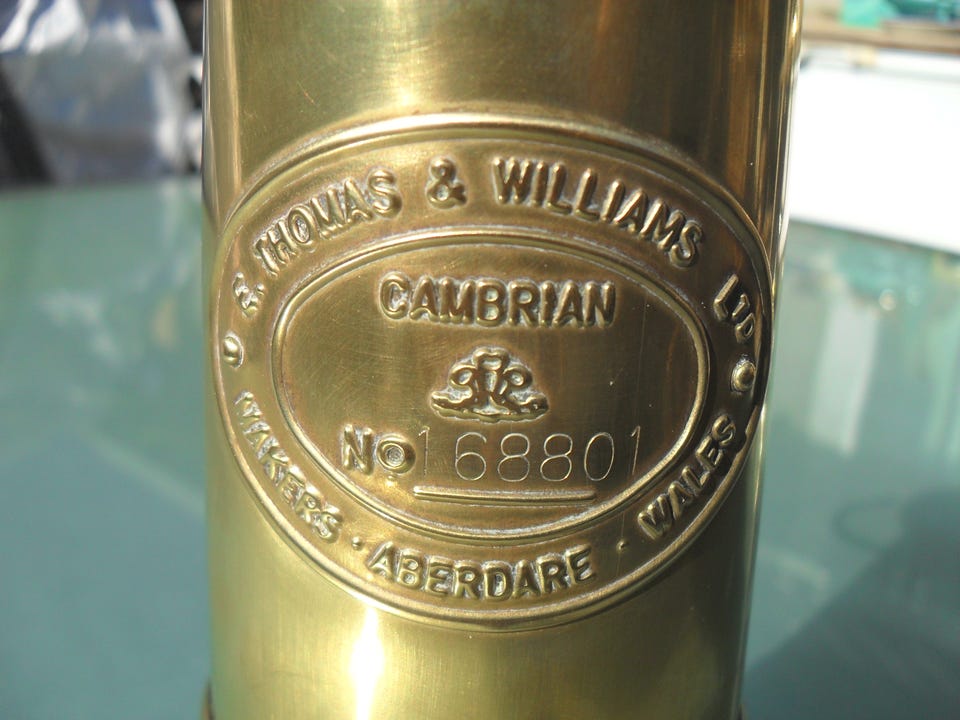 E. THOMAS & WILLIAMS LTD
CAMBRIAN
No 168801
MAKERS · ABERDARE · WALES